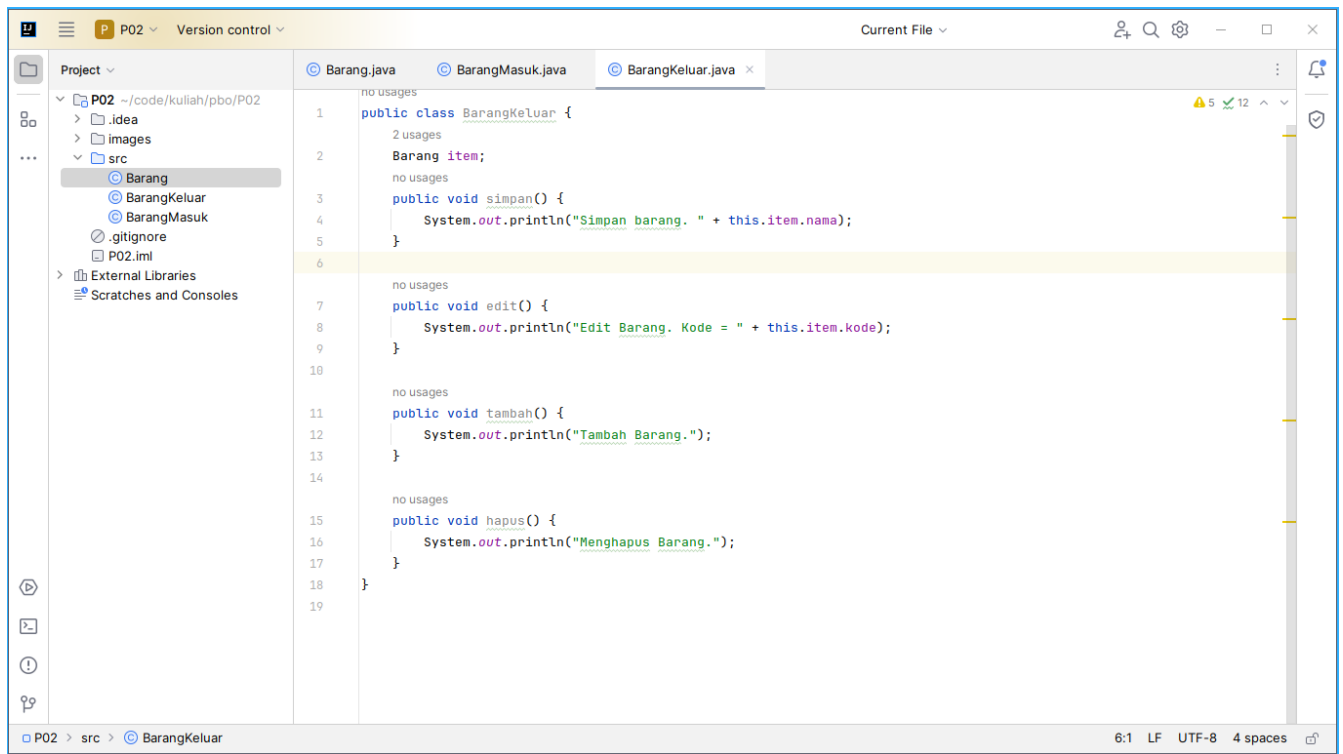 P P02 Version control Current File
Project
P02 ~/code/kuliah/pbo/P02
.idea
images
src
Barang
BarangKeluar
BarangMasuk
.gitignore
P02.iml
External Libraries
Scratches and Consoles
Barang.java BarangMasuk.java BarangKeluar.java
5 12
no usages
1 public class BarangKeluar {
2 usages
2 Barang item;
no usages
3 public void simpan() {
4 System.out.println("Simpan barang. " + this.item.nama);
5 }
6
no usages
7 public void edit() {
8 System.out.println("Edit Barang. Kode = " + this.item.kode);
9 }
10
no usages
11 public void tambah() {
12 System.out.println("Tambah Barang.");
13 }
14
no usages
15 public void hapus() {
16 System.out.println("Menghapus Barang.");
17 }
18 }
19
P02 > src > BarangKeluar 6:1 LF UTF-8 4 spaces